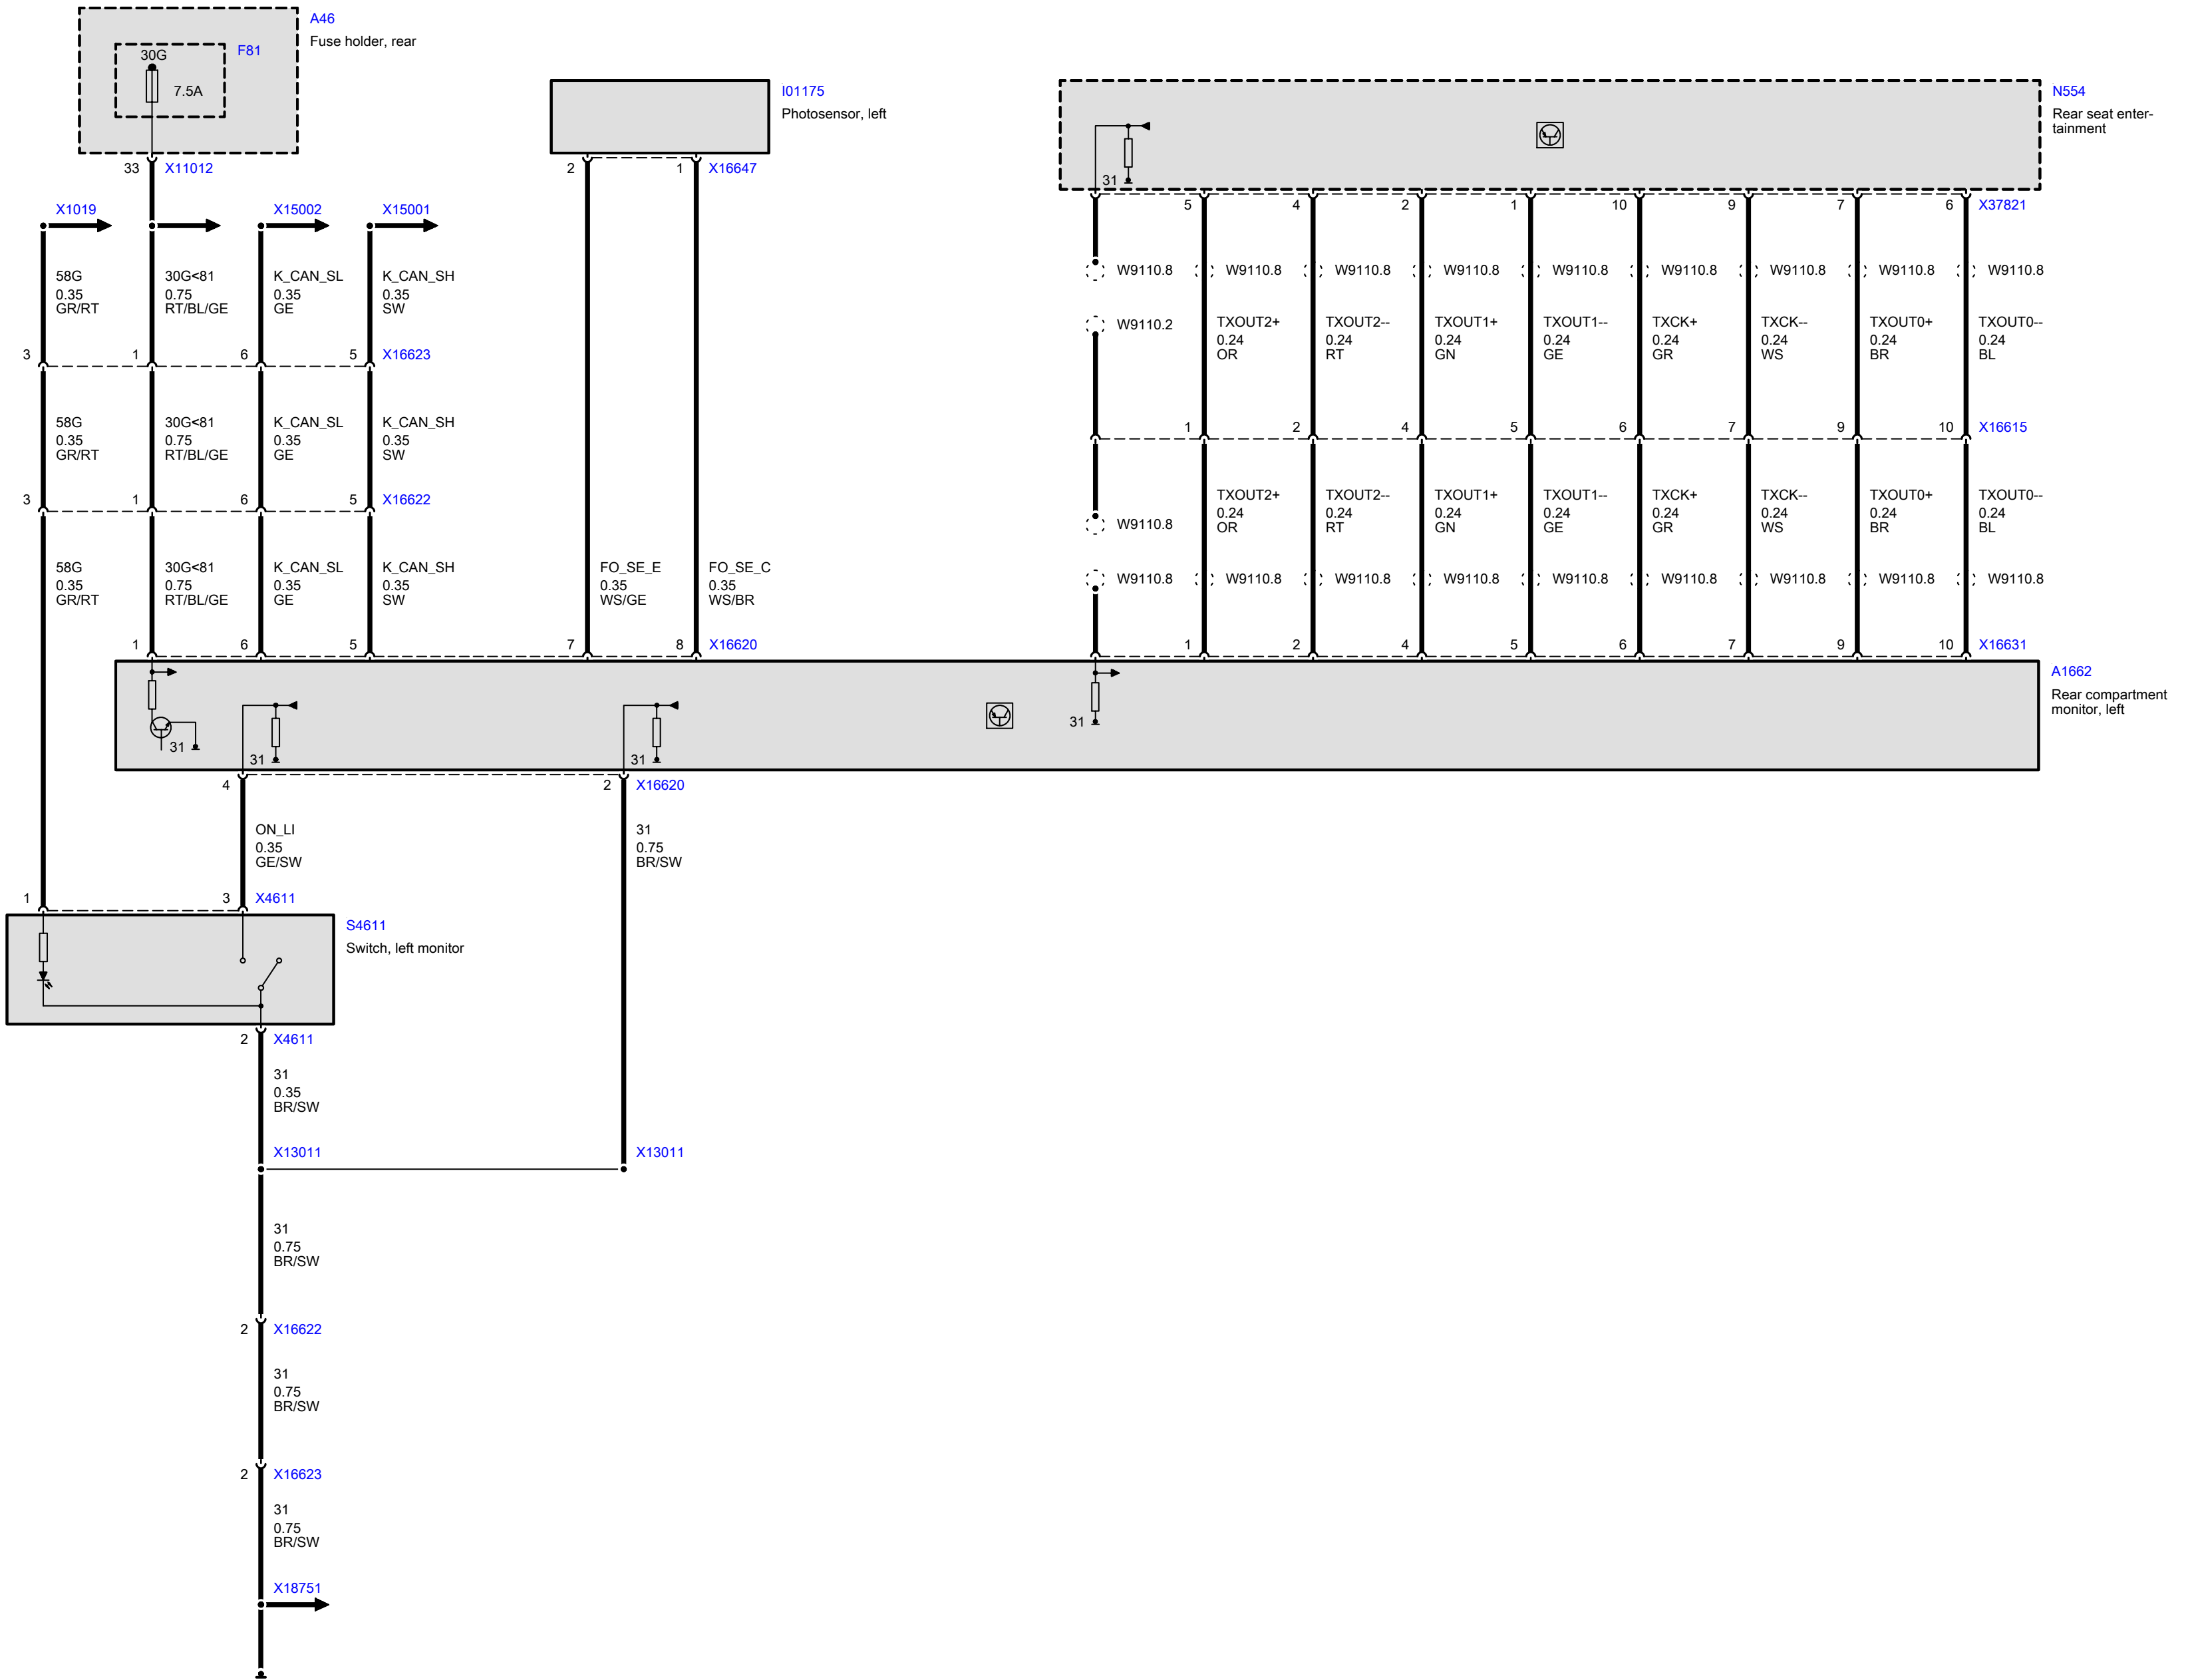 A46
Fuse holder, rear
F81
30G
7.5A
I01175
Photosensor, left
N554
Rear seat enter-
tainment
31
33 X11012
2 1 X16647
5 4 2 1 10 9 7 6 X37821
X1019 X15002 X15001
58G 30G<81 K_CAN_SL K_CAN_SH
0.35 0.75 0.35 0.35
GR/RT RT/BL/GE GE SW
W9110.8 W9110.8 W9110.8 W9110.8 W9110.8 W9110.8 W9110.8 W9110.8 W9110.8
W9110.2 TXOUT2+ TXOUT2-- TXOUT1+ TXOUT1-- TXCK+ TXCK-- TXOUT0+ TXOUT0--
0.24 0.24 0.24 0.24 0.24 0.24 0.24 0.24
OR RT GN GE GR WS BR BL
3 1 6 5 X16623
58G 30G<81 K_CAN_SL K_CAN_SH
0.35 0.75 0.35 0.35
GR/RT RT/BL/GE GE SW
1 2 4 5 6 7 9 10 X16615
3 1 6 5 X16622
TXOUT2+ TXOUT2-- TXOUT1+ TXOUT1-- TXCK+ TXCK-- TXOUT0+ TXOUT0--
0.24 0.24 0.24 0.24 0.24 0.24 0.24 0.24
OR RT GN GE GR WS BR BL
W9110.8
58G 30G<81 K_CAN_SL K_CAN_SH FO_SE_E FO_SE_C
0.35 0.75 0.35 0.35 0.35 0.35
GR/RT RT/BL/GE GE SW WS/GE WS/BR
W9110.8 W9110.8 W9110.8 W9110.8 W9110.8 W9110.8 W9110.8 W9110.8 W9110.8
1 6 5 7 8 X16620
1 2 4 5 6 7 9 10 X16631
A1662
Rear compartment
monitor, left
31 31 31 31
4 2 X16620
ON_LI 31
0.35 0.75
GE/SW BR/SW
1 3 X4611
S4611
Switch, left monitor
2 X4611
31
0.35
BR/SW
X13011 X13011
31
0.75
BR/SW
2 X16622
31
0.75
BR/SW
2 X16623
31
0.75
BR/SW
X18751